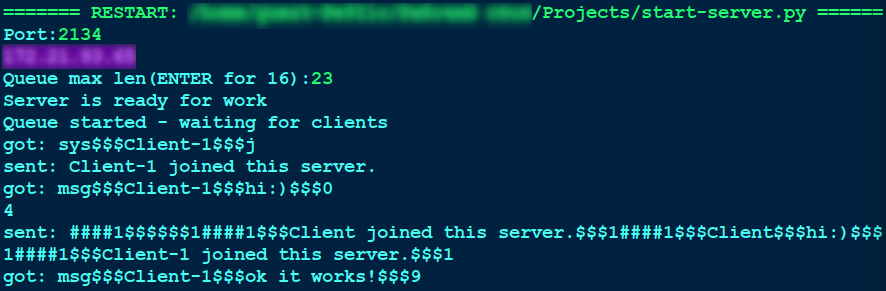 ======= RESTART: /Projects/start-server.py ======
Port:2134
Queue max len(ENTER for 16):23
Server is ready for work
Queue started - waiting for clients
got: sys$$$Client-1$$$j
sent: Client-1 joined this server.
got: msg$$$Client-1$$$hi:)$$$0
4
sent: ####1$$$$$$1####1$$$Client joined this server.$$$1####1$$$Client$$$hi:)$$$
1####1$$$Client-1 joined this server.$$$1
got: msg$$$Client-1$$$ok it works!$$$9